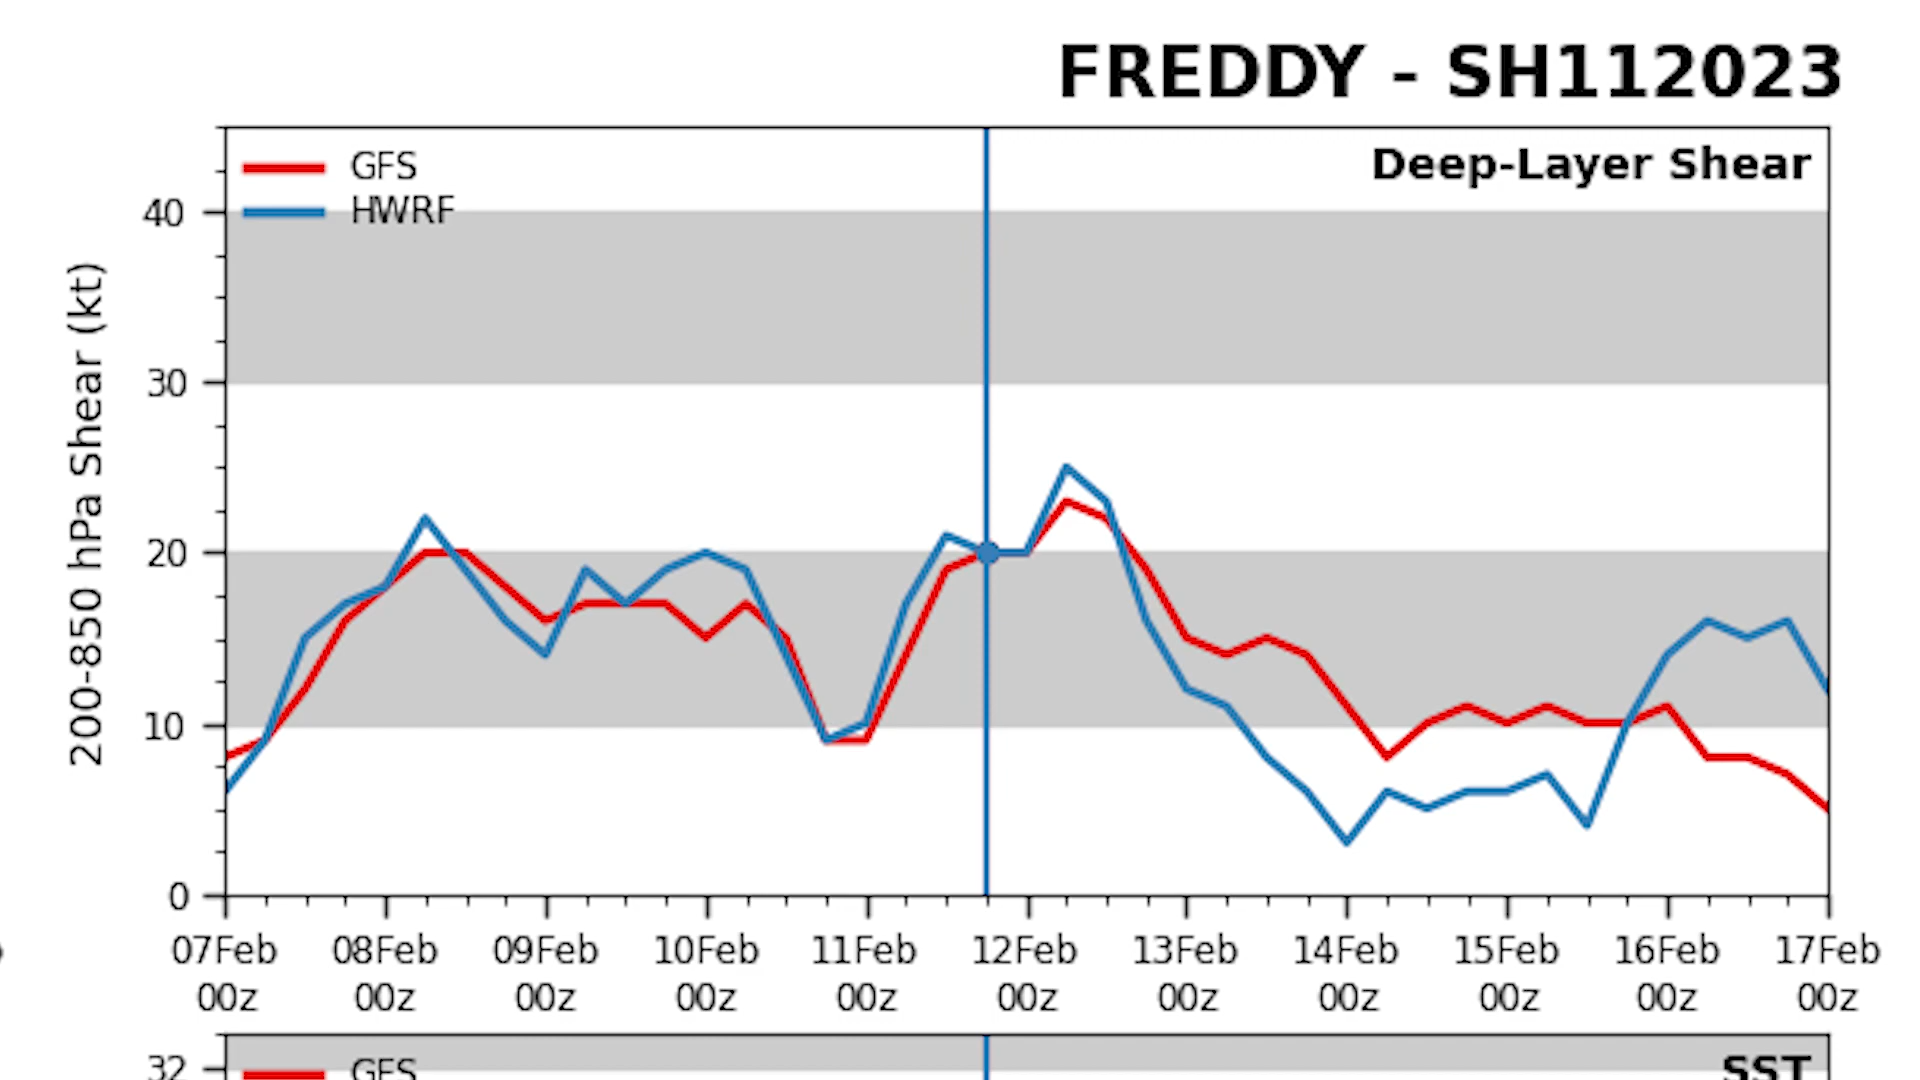 FREDDY - SH112023
Deep-Layer Shear
GFS
HWRF
200-850 hPa Shear (kt)
40
30
20
10
0
07Feb 08Feb 09Feb 10Feb 11Feb 12Feb 13Feb 14Feb 15Feb 16Feb 17Feb
00z 00z 00z 00z 00z 00z 00z 00z 00z 00z 00z
32
GFS
SST